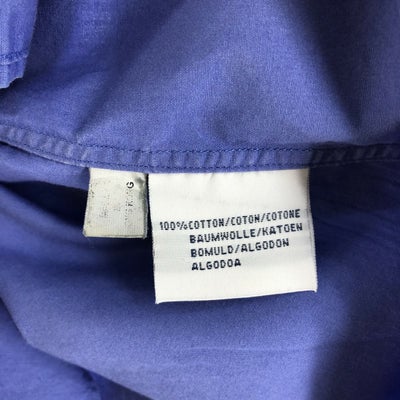 100%COTTON/COTON/COTONE
BAUMWOLLE/KATOEN
BOMULD/ALGODON
ALGODOA